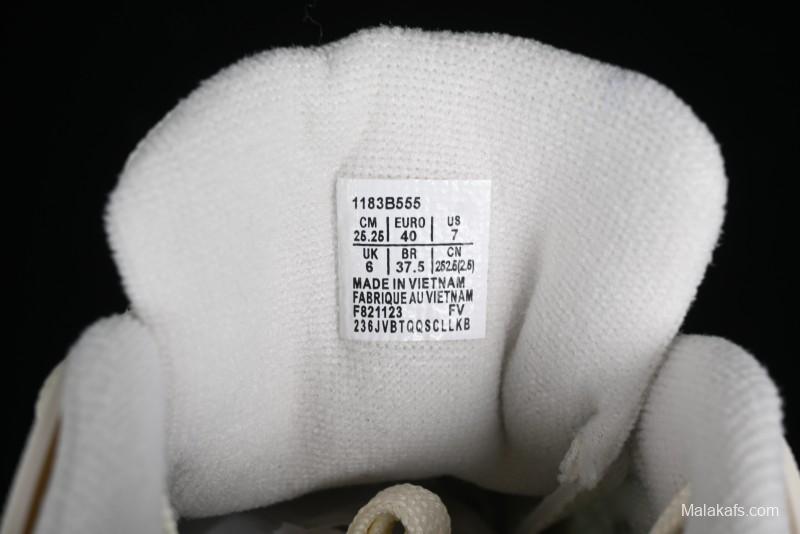 1183B555
CM EURO US
25.25 40 7
UK BR CN
6 37.5 252.5(2.5)
MADE IN VIETNAM
FABRIQUE AU VIETNAM
F821123 FV
236JVBTQQSCLLKB
Malakafs.com